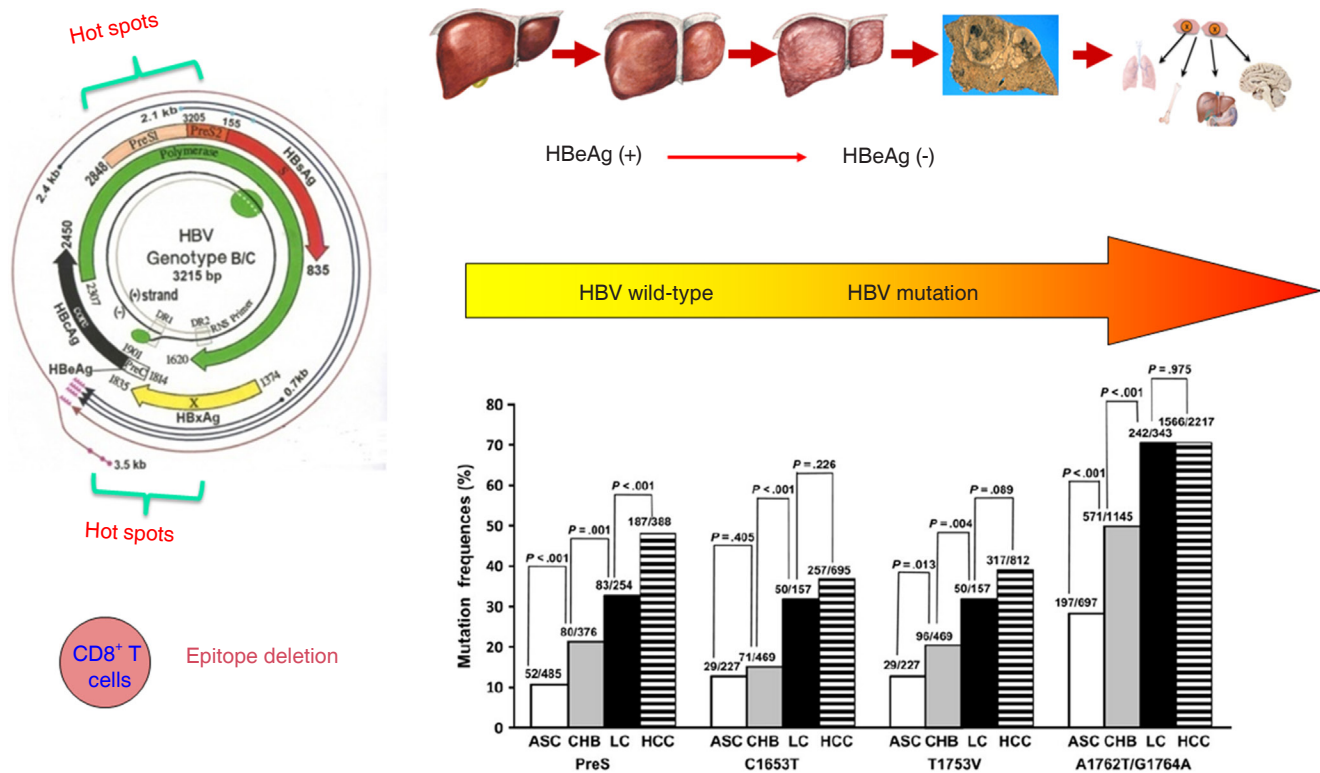 Hot spots
2.1 kb
3205
155
PreS1
PreS2
S
HBsAg
Polymerase
2848
2.4 kb
2450
835
HBV
Genotype B/C
3215 bp
2307
(+) strand
(-)
core
HBcAg
DR1
DR2
RNS Primer
1901
1620
HBeAg
PreC
1814
1835
1374
X
HBxAg
0.7kb
3.5 kb
Hot spots
CD8+ T
cells
Epitope deletion
X
X
HBeAg (+)
HBeAg (-)
HBV wild-type
HBV mutation
Mutation frequences (%)
80
70
60
50
40
30
20
10
0
P < .001
P = .001
P < .001
52/485
80/376
83/254
187/388
ASC CHB LC HCC
PreS
P = .405
P < .001
P = .226
29/227
71/469
50/157
257/695
ASC CHB LC HCC
C1653T
P = .013
P = .004
P = .089
29/227
96/469
50/157
317/812
ASC CHB LC HCC
T1753V
P < .001
P < .001
P = .975
197/697
571/1145
242/343
1566/2217
ASC CHB LC HCC
A1762T/G1764A